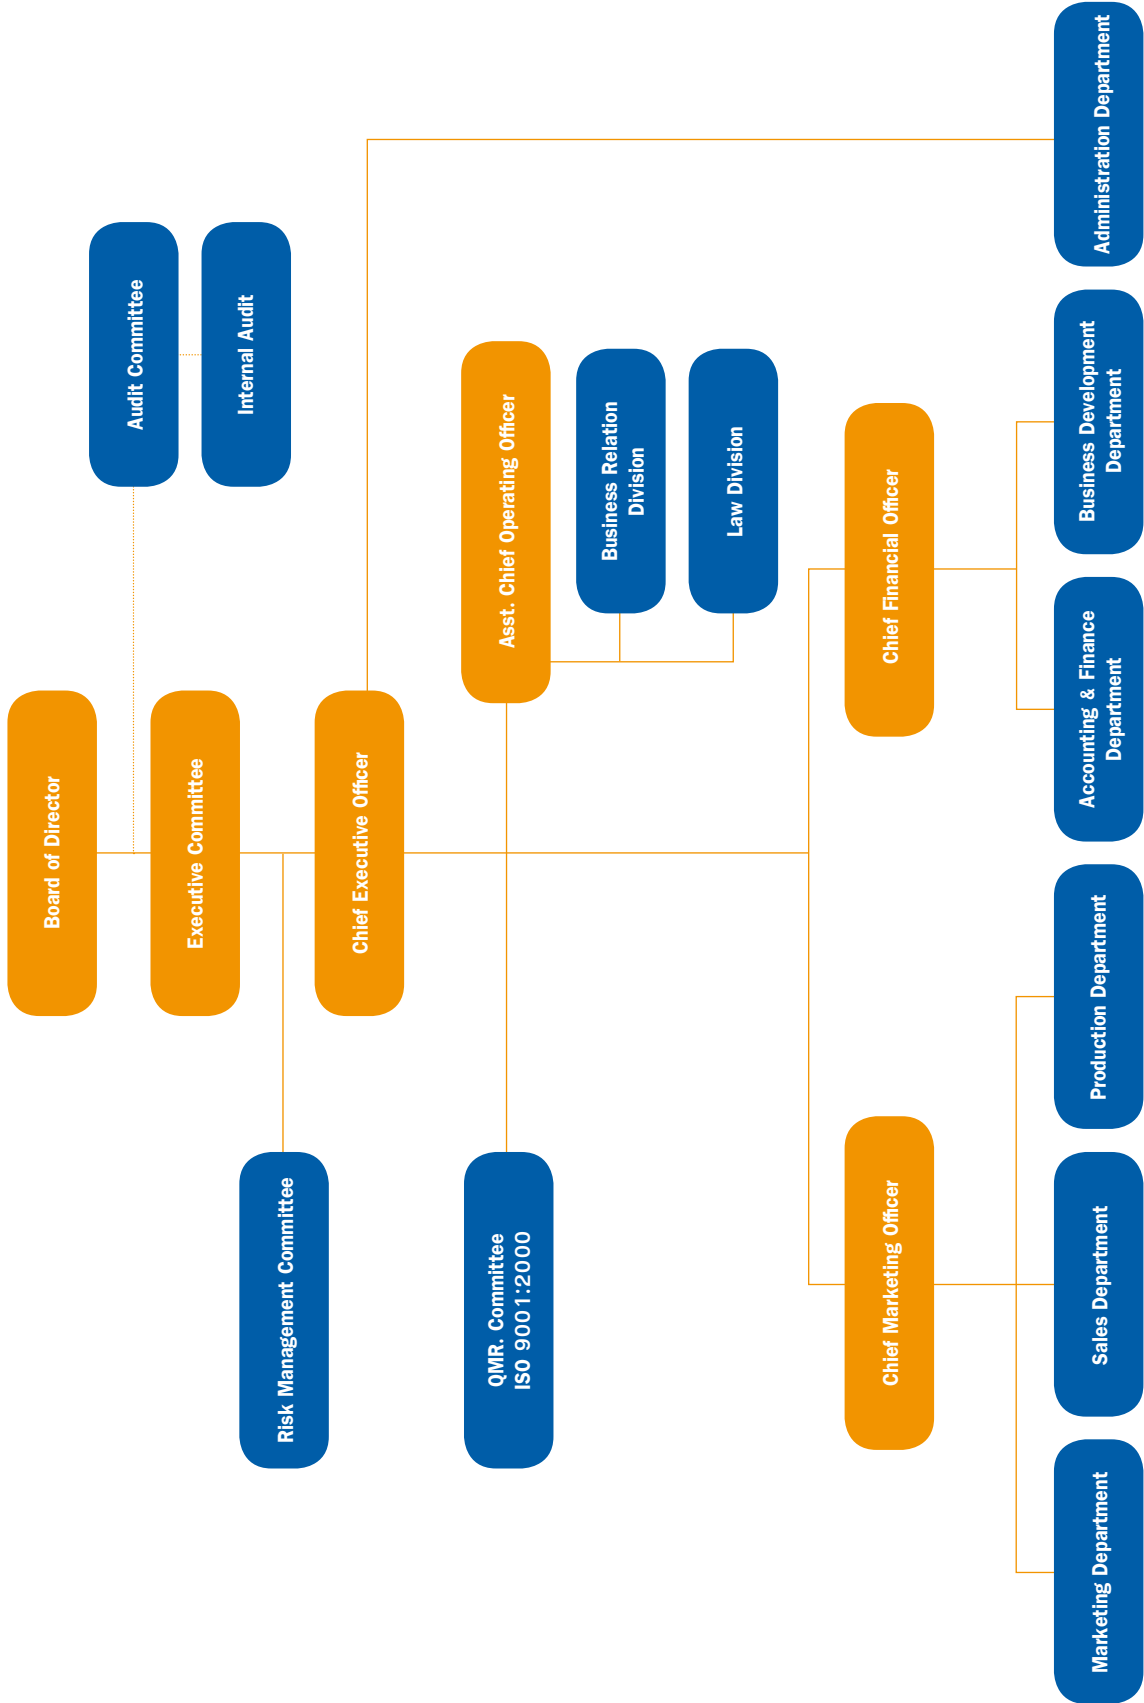 Board of Director
Audit Committee
Executive Committee
Internal Audit
Risk Management Committee
Chief Executive Officer
QMR. Committee
ISO 9001:2000
Asst. Chief Operating Officer
Business Relation
Division
Law Division
Chief Marketing Officer
Chief Financial Officer
Marketing Department
Sales Department
Production Department
Accounting & Finance
Department
Business Development
Department
Administration Department